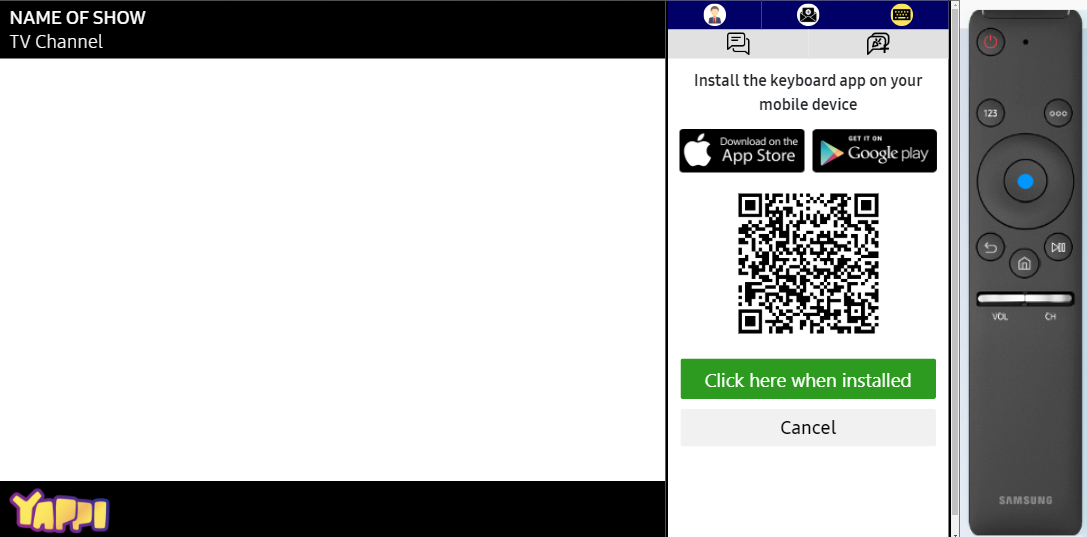 NAME OF SHOW
TV Channel
Install the keyboard app on your
mobile device
Download on the
App Store
GET IT ON
Google play
Click here when installed
Cancel
YAPPI
123
VOL
CH
SAMSUNG